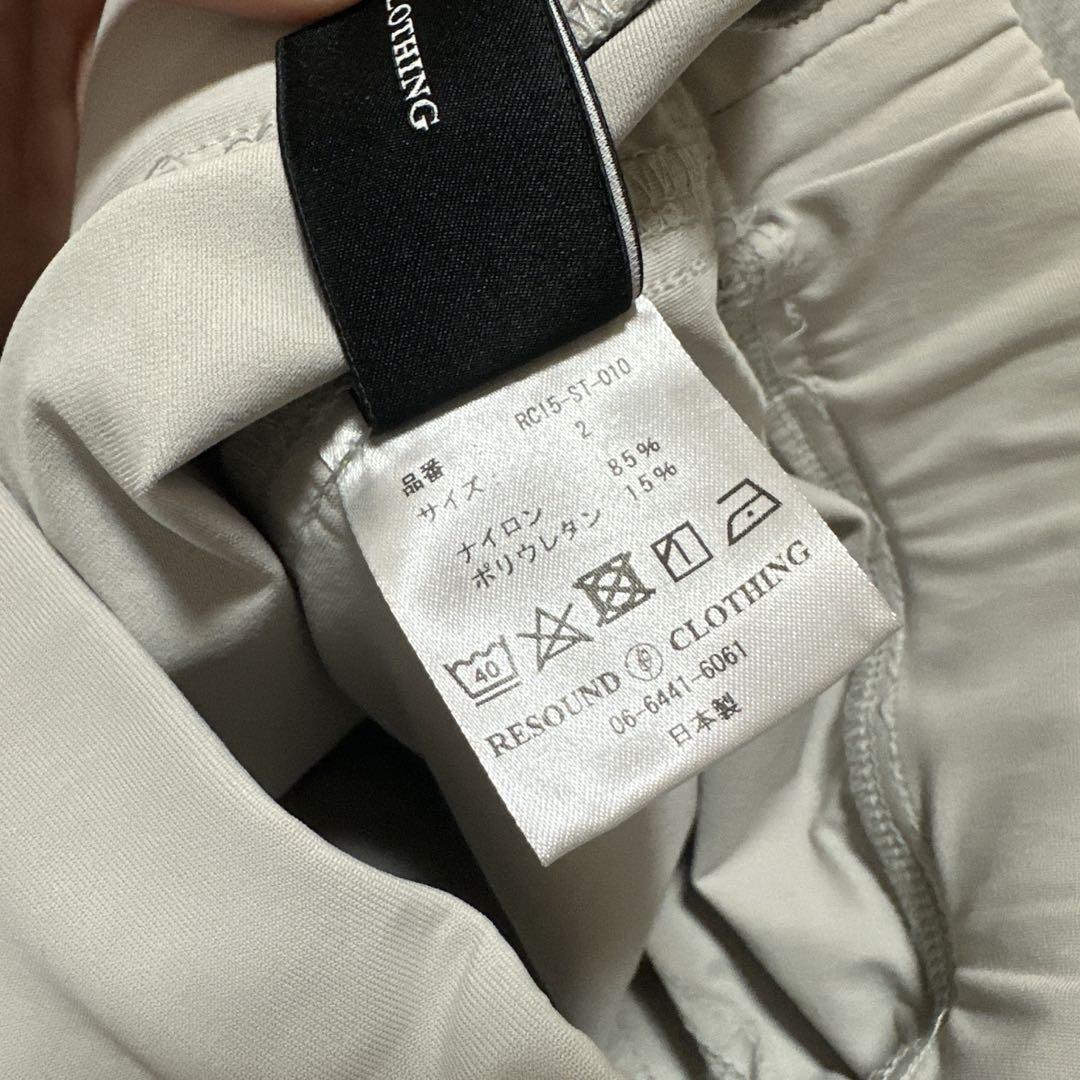 CLOTHING
品番 RC15-ST-010
サイズ: 2
ナイロン 85%
ポリウレタン 15%
40
RESOUND CLOTHING
06-6441-6061
日本製